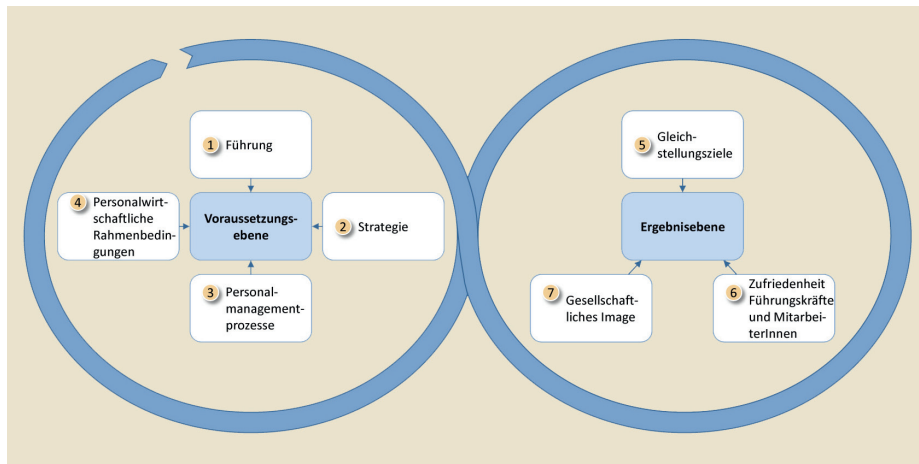 1 Führung
4 Personalwirt-
schaftliche
Rahmenbedin-
gungen
Voraussetzungs-
ebene
2 Strategie
3 Personal-
management-
prozesse
5 Gleich-
stellungsziele
Ergebnisebene
7 Gesellschaft-
liches Image
6 Zufriedenheit
Führungskräfte
und Mitarbei-
terInnen